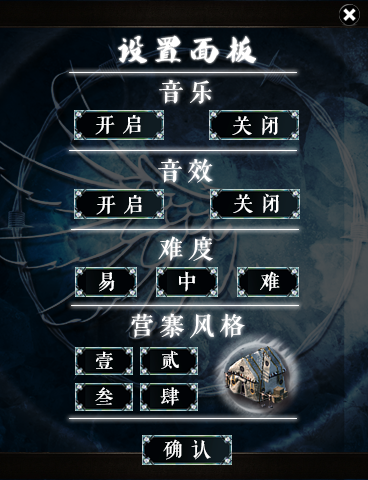 设置面板
音乐
开启 关闭
音效
开启 关闭
难度
易 中 难
营寨风格
壹 贰
叁 肆
确认